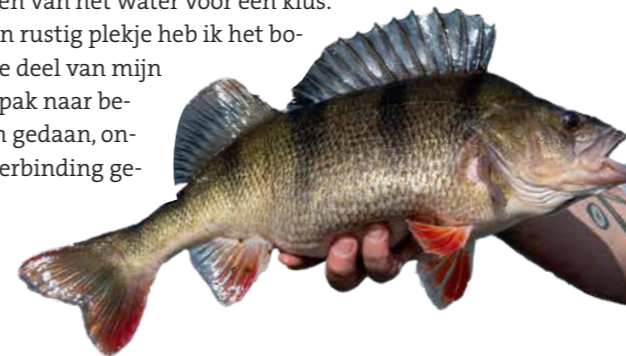 en van het water voor een klus.
n rustig plekje heb ik het bo-
e deel van mijn
pak naar be-
n gedaan, on-
erbinding ge-